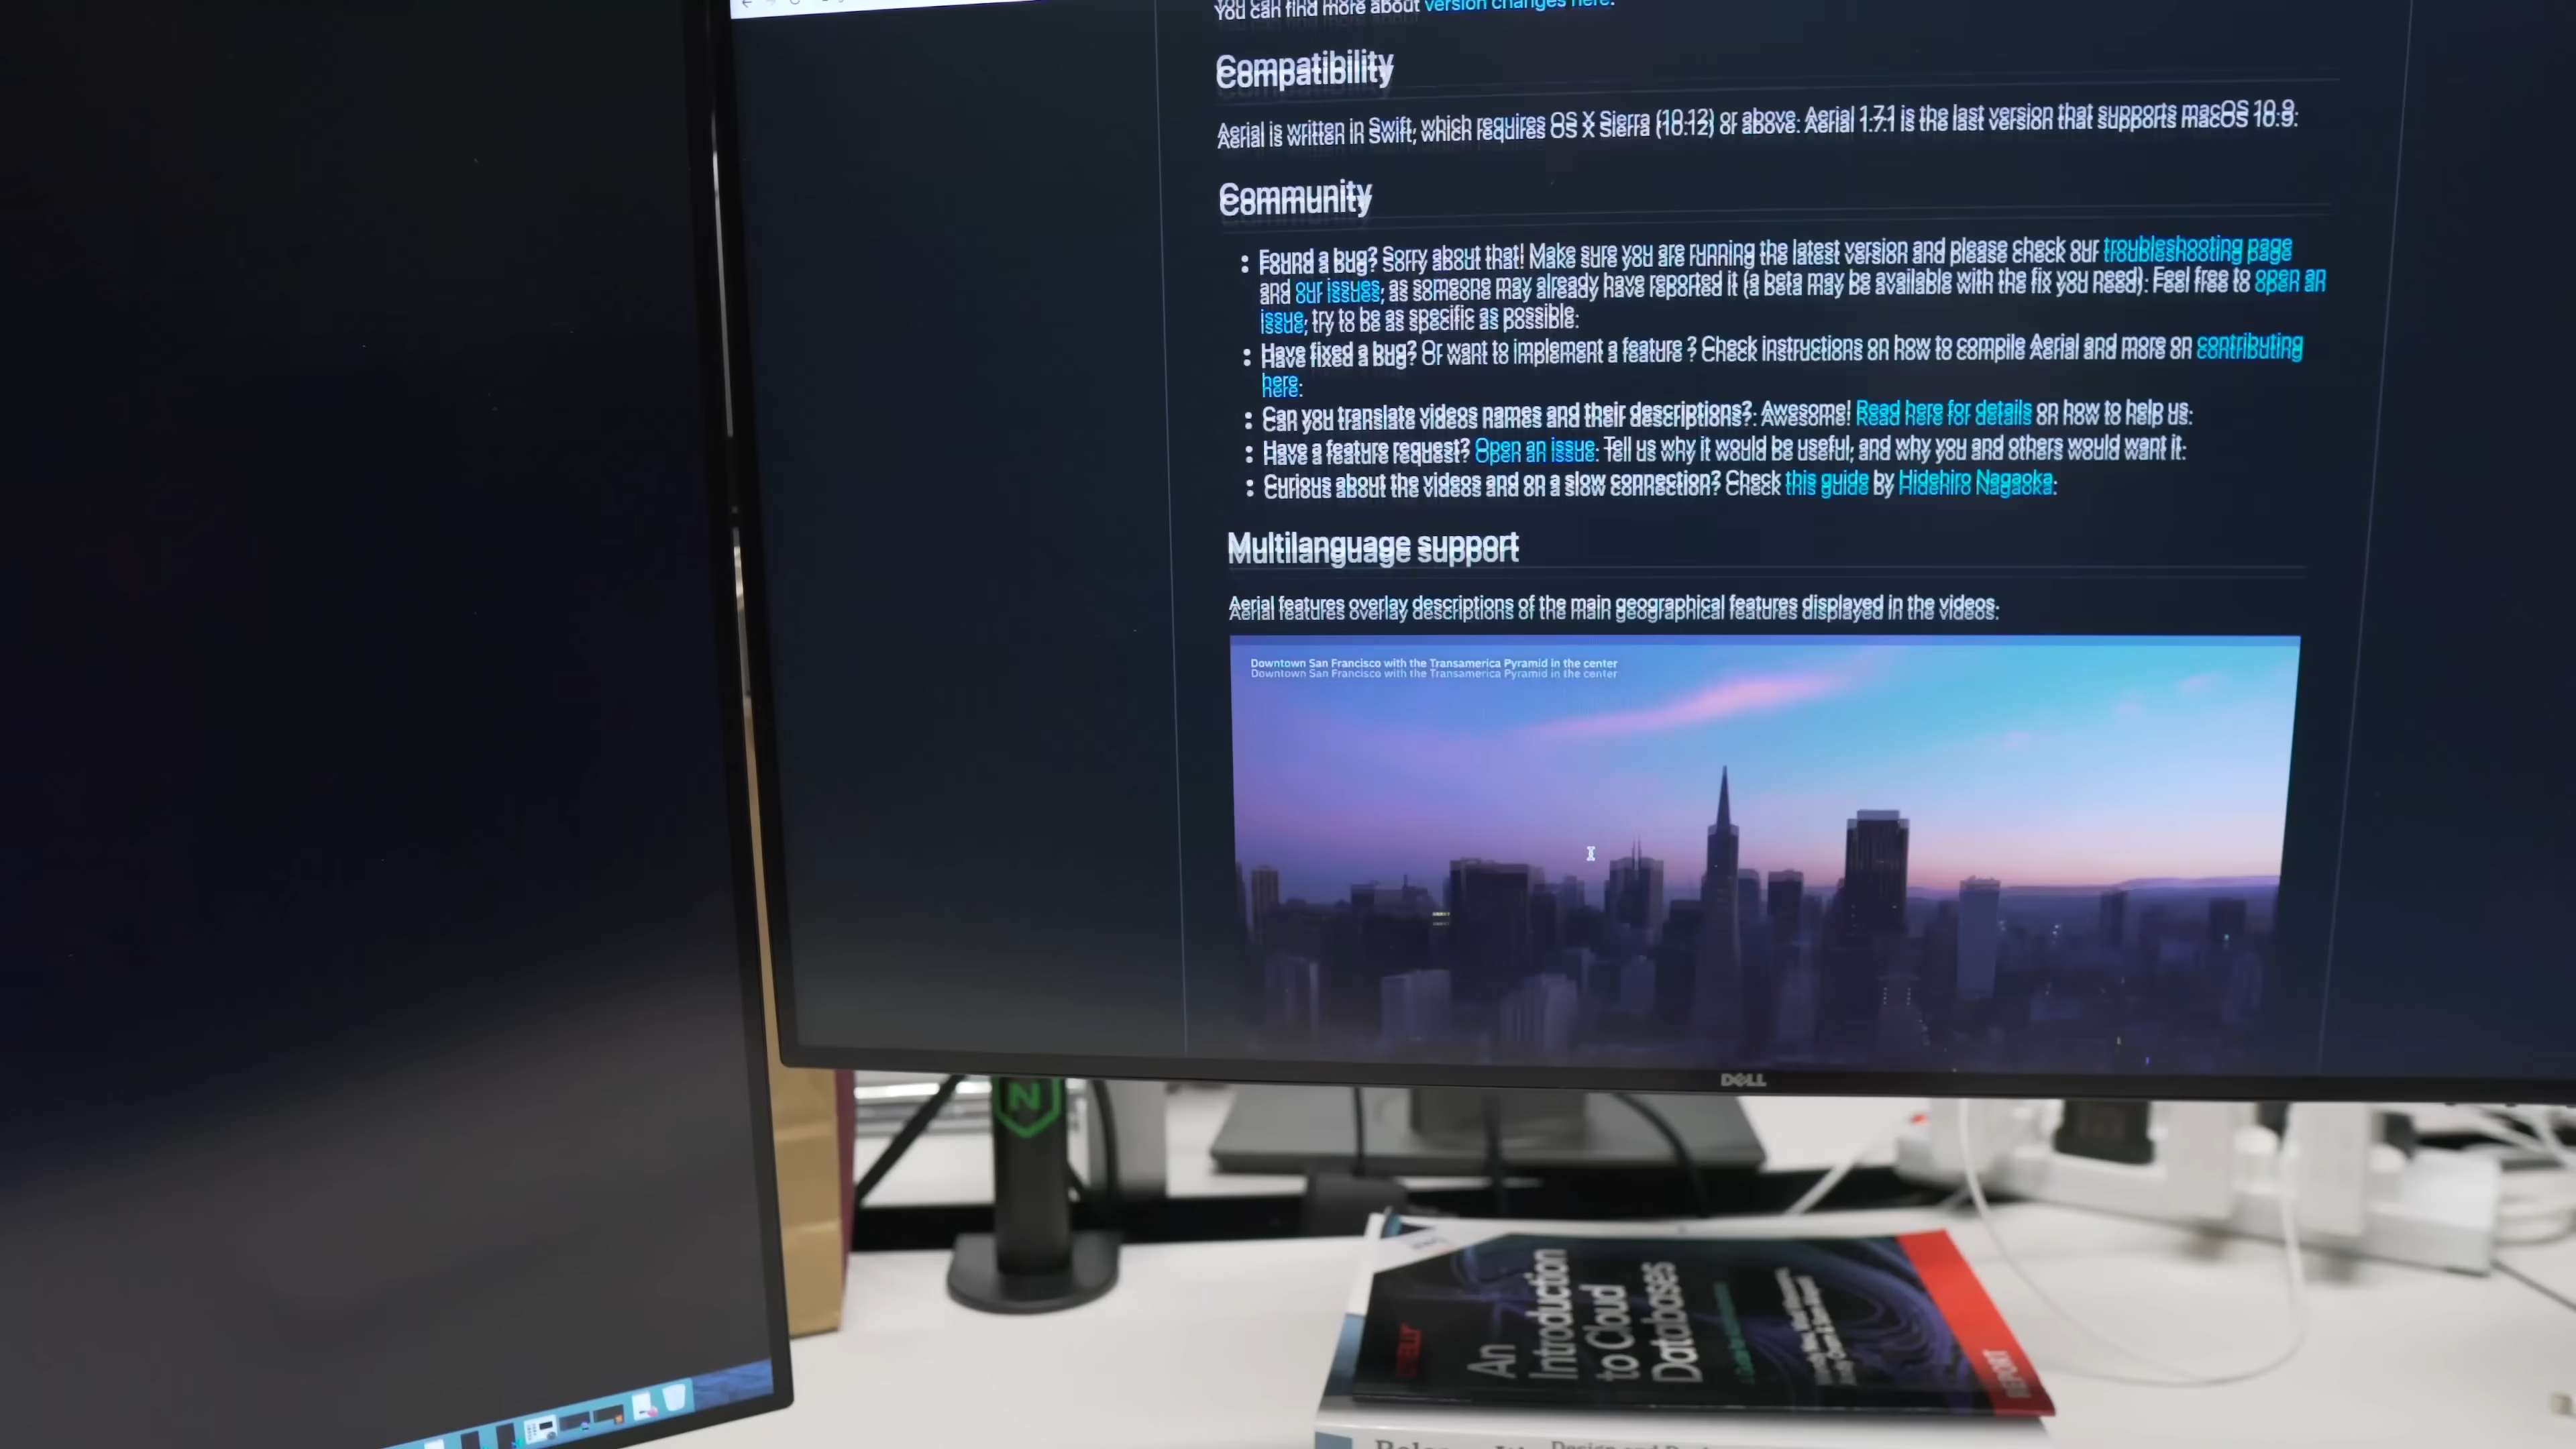 You can find more about version changes here.
Compatibility
Aerial is written in Swift, which requires OS X Sierra (10.12) or above. Aerial 1.7.1 is the last version that supports macOS 10.9.
Community
• Found a bug? Sorry about that! Make sure you are running the latest version and please check our troubleshooting page
and our issues, as someone may already have reported it (a beta may be available with the fix you need). Feel free to open an
issue, try to be as specific as possible.
• Have fixed a bug? Or want to implement a feature ? Check instructions on how to compile Aerial and more on contributing
here.
• Can you translate videos names and their descriptions?. Awesome! Read here for details on how to help us.
• Have a feature request? Open an issue. Tell us why it would be useful, and why you and others would want it.
• Curious about the videos and on a slow connection? Check this guide by Hidehiro Nagaoka.
Multilanguage support
Aerial features overlay descriptions of the main geographical features displayed in the videos.
Downtown San Francisco with the Transamerica Pyramid in the center
DELL
N
O'REILLY
An
Introduction
to Cloud
Databases
REPORT
Design and